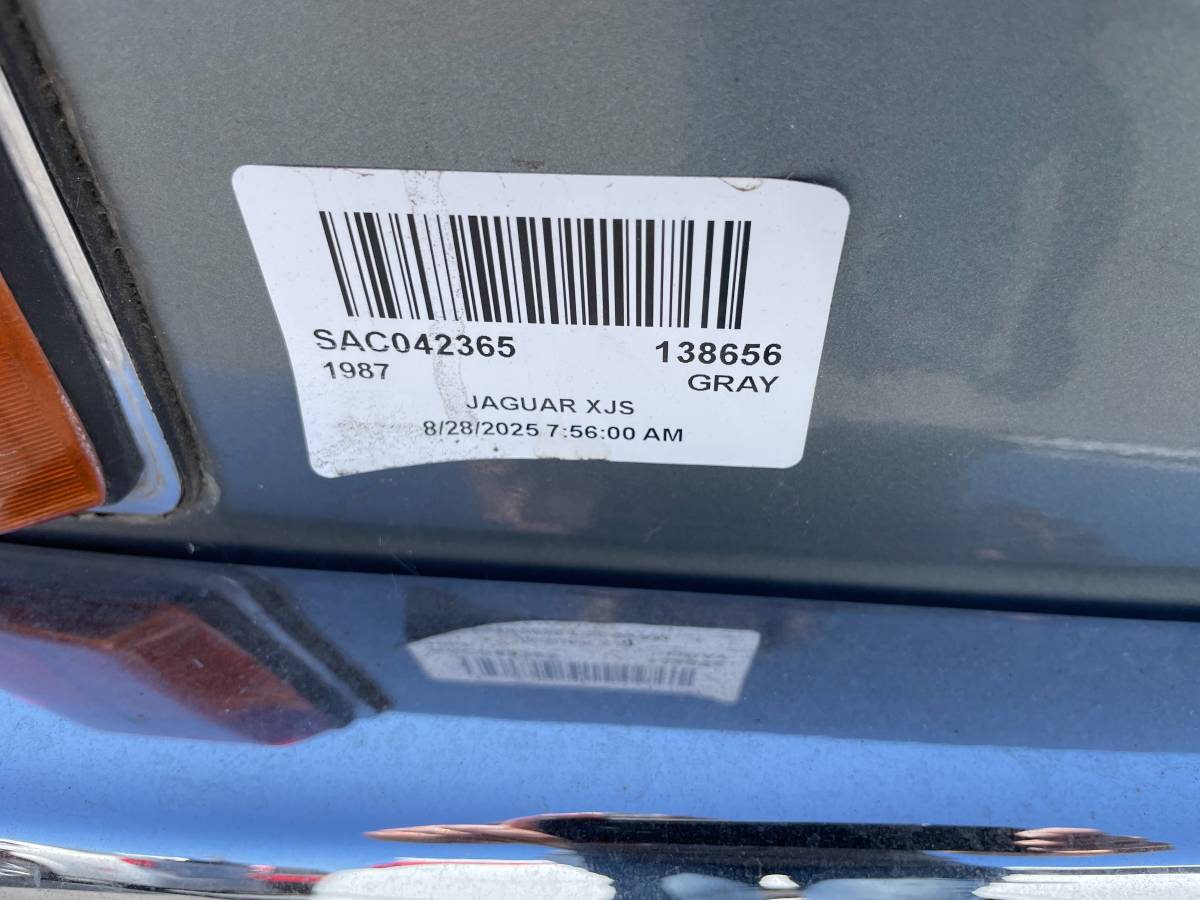 SAC042365 138656
1987 GRAY
JAGUAR XJS
8/28/2025 7:56:00 AM